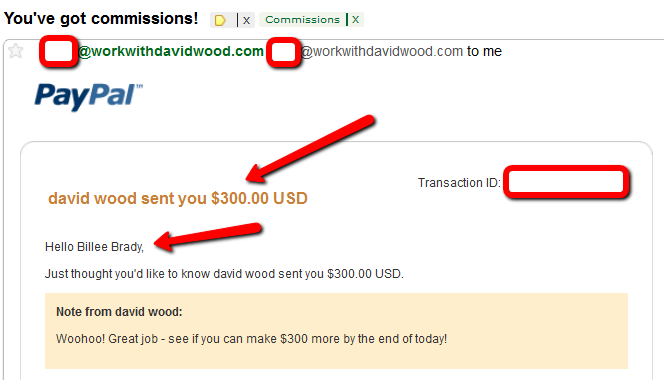 You've got commissions! x Commissions x
@workwithdavidwood.com @workwithdavidwood.com to me
PayPal™
Transaction ID:
david wood sent you $300.00 USD
Hello Billee Brady,
Just thought you'd like to know david wood sent you $300.00 USD.
Note from david wood:
Woohoo! Great job - see if you can make $300 more by the end of today!